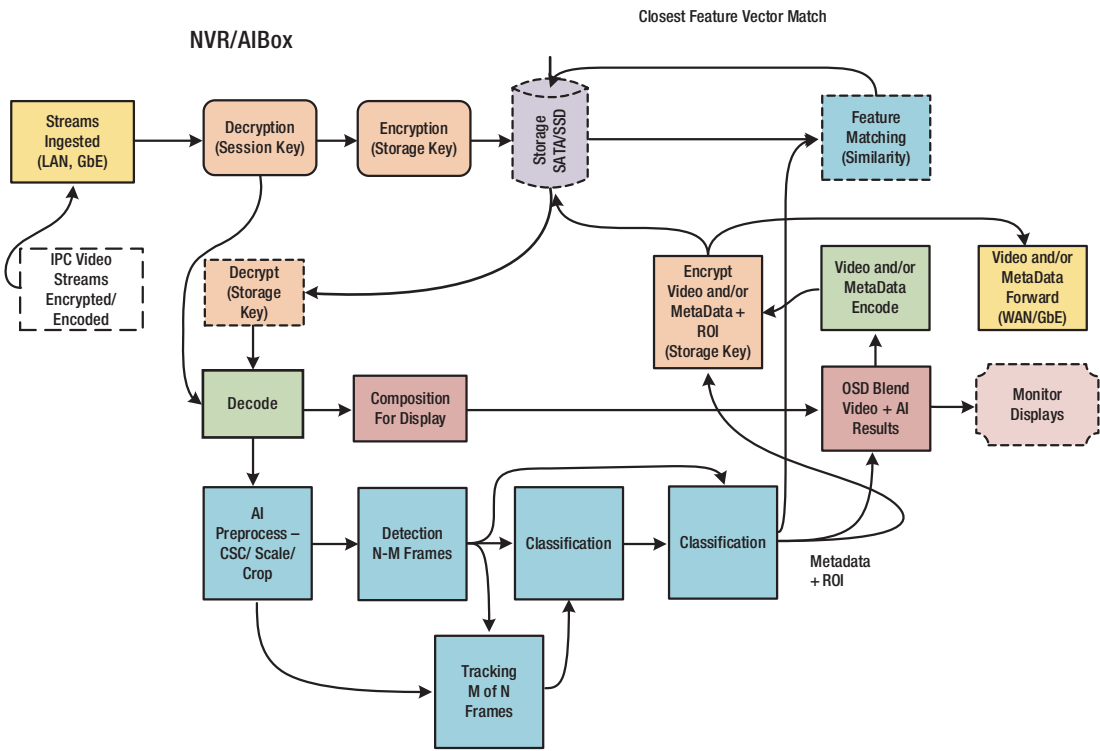 Closest Feature Vector Match
NVR/AIBox
Streams
Ingested
(LAN, GbE)
Decryption
(Session Key)
Encryption
(Storage Key)
Storage
SATA/SSD
Feature
Matching
(Similarity)
IPC Video
Streams
Encrypted/
Encoded
Decrypt
(Storage
Key)
Encrypt
Video and/or
MetaData +
ROI
(Storage Key)
Video and/or
MetaData
Encode
Video and/or
MetaData
Forward
(WAN/GbE)
Decode
Composition
For Display
OSD Blend
Video + AI
Results
Monitor
Displays
AI
Preprocess –
CSC/ Scale/
Crop
Detection
N-M Frames
Classification
Classification
Metadata
+ ROI
Tracking
M of N
Frames